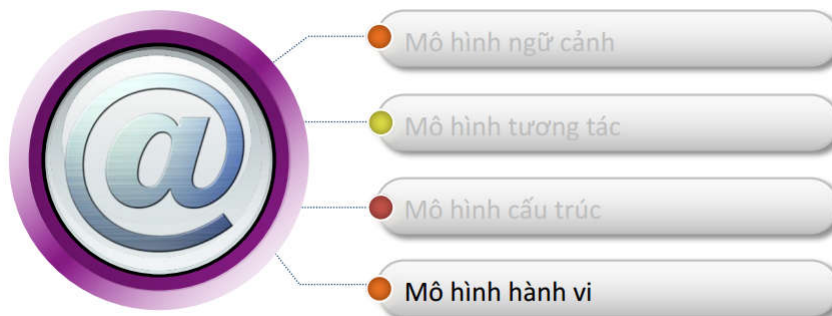 @
Mô hình ngữ cảnh
Mô hình tương tác
Mô hình cấu trúc
Mô hình hành vi